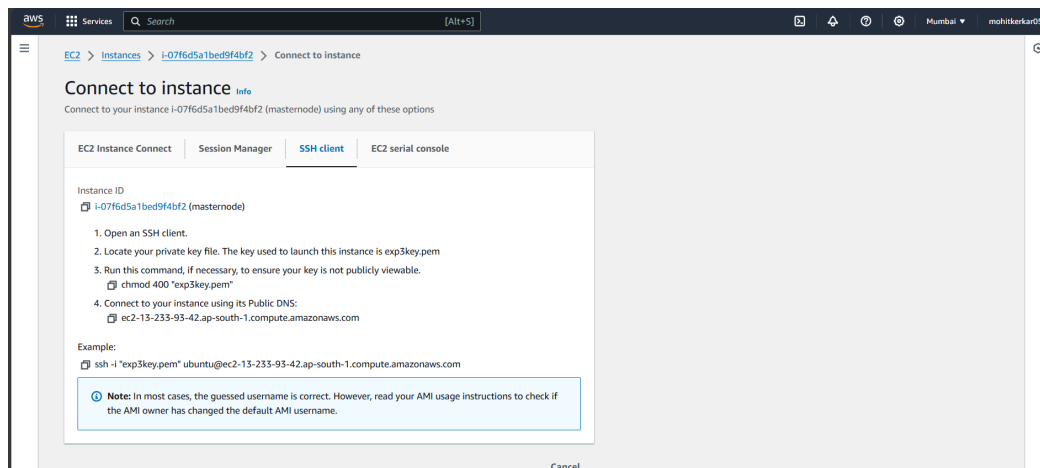 aws Services Search [Alt+S] Mumbai mohitkerkar05
EC2 > Instances > i-07f6d5a1bed9f4bf2 > Connect to instance
Connect to instance Info
Connect to your instance i-07f6d5a1bed9f4bf2 (masternode) using any of these options
EC2 Instance Connect Session Manager SSH client EC2 serial console
Instance ID
i-07f6d5a1bed9f4bf2 (masternode)
1. Open an SSH client.
2. Locate your private key file. The key used to launch this instance is exp3key.pem
3. Run this command, if necessary, to ensure your key is not publicly viewable.
chmod 400 "exp3key.pem"
4. Connect to your instance using its Public DNS:
ec2-13-233-93-42.ap-south-1.compute.amazonaws.com
Example:
ssh -i "exp3key.pem" ubuntu@ec2-13-233-93-42.ap-south-1.compute.amazonaws.com
Note: In most cases, the guessed username is correct. However, read your AMI usage instructions to check if
the AMI owner has changed the default AMI username.
Cancel